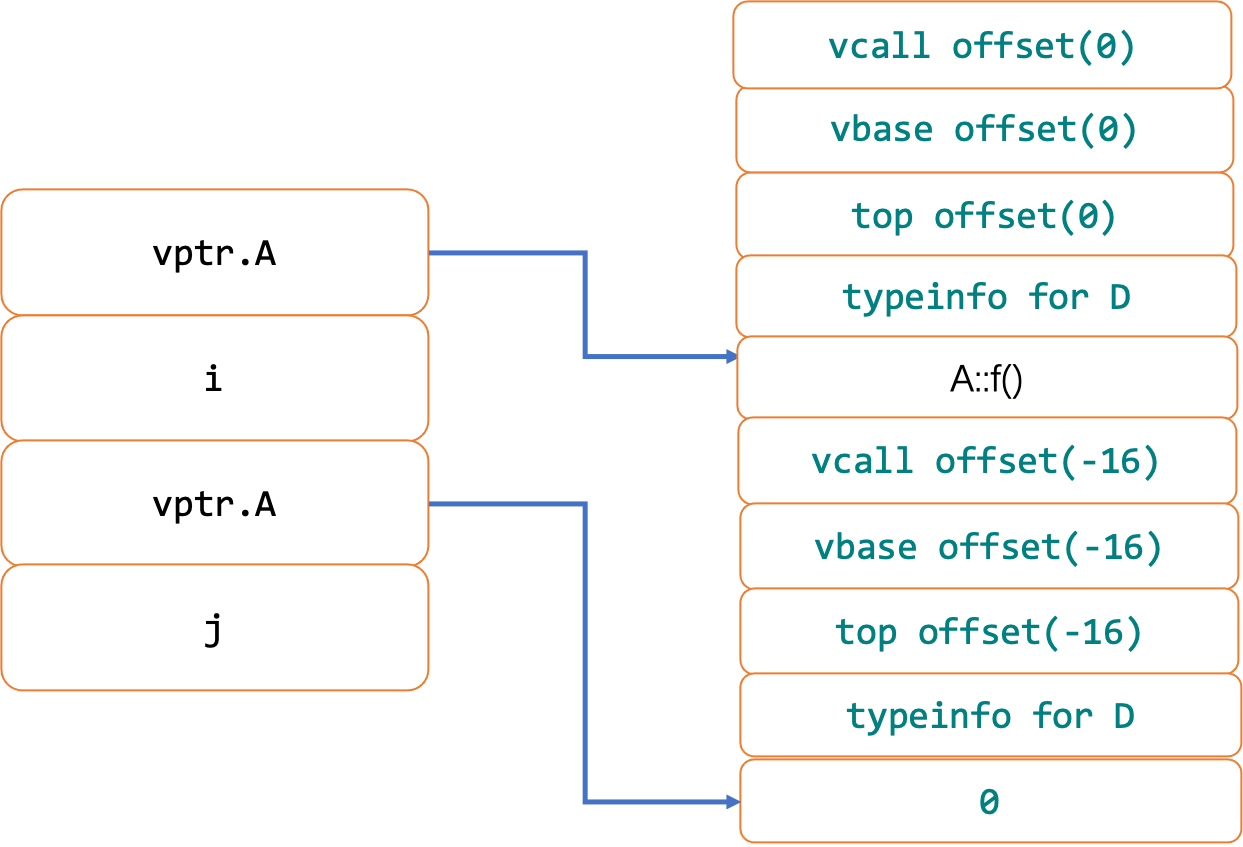 vptr.A
i
vptr.A
j
vcall offset(0)
vbase offset(0)
top offset(0)
typeinfo for D
A::f()
vcall offset(-16)
vbase offset(-16)
top offset(-16)
typeinfo for D
0